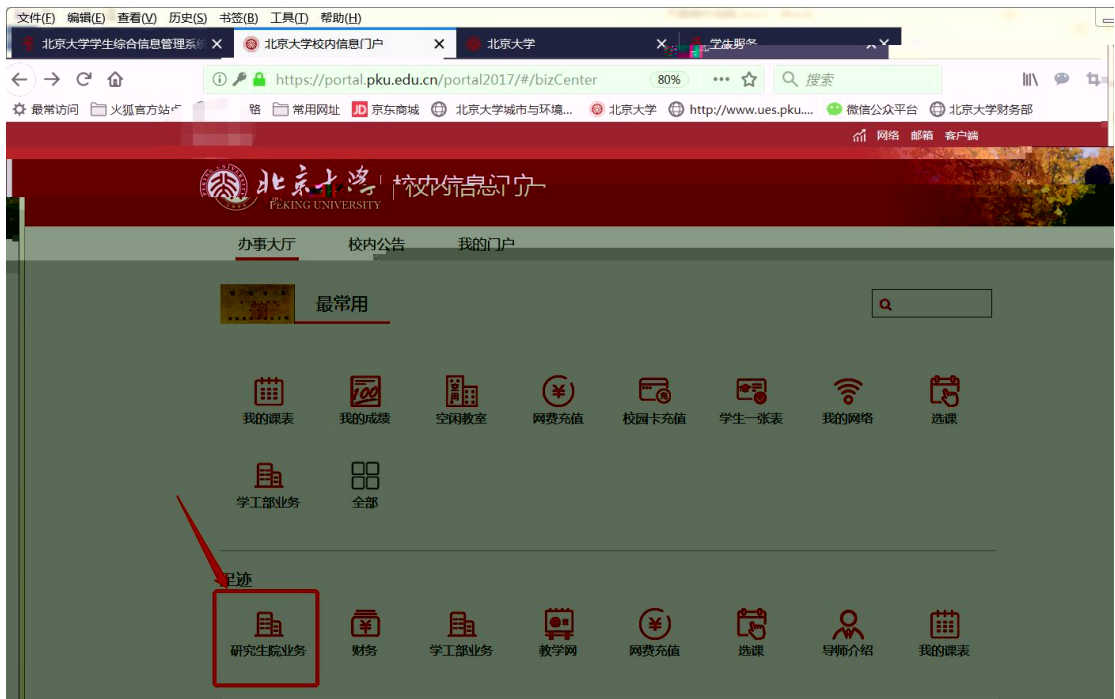 文件(F) 编辑(E) 查看(V) 历史(S) 书签(B) 工具(T) 帮助(H)
北京大学学生综合信息管理系统 北京大学校内信息门户 北京大学
https://portal.pku.edu.cn/portal2017/#/bizCenter 80% 搜索
最常访问 火狐官方站 常用网址 京东商城 北京大学城市与环境... 北京大学 http://www.ues.pku.... 微信公众平台 北京大学财务部
网络 邮箱 客户端
北京大学 校内信息门户
PEKING UNIVERSITY
办事大厅 校内公告 我的门户
最常用
我的课表 我的成绩 空闲教室 网费充值 校园卡充值 学生一张表 我的网络 选课
学工部业务 全部
足迹
研究生院业务 财务 学工部业务 教学网 网费充值 选课 导师介绍 我的课表